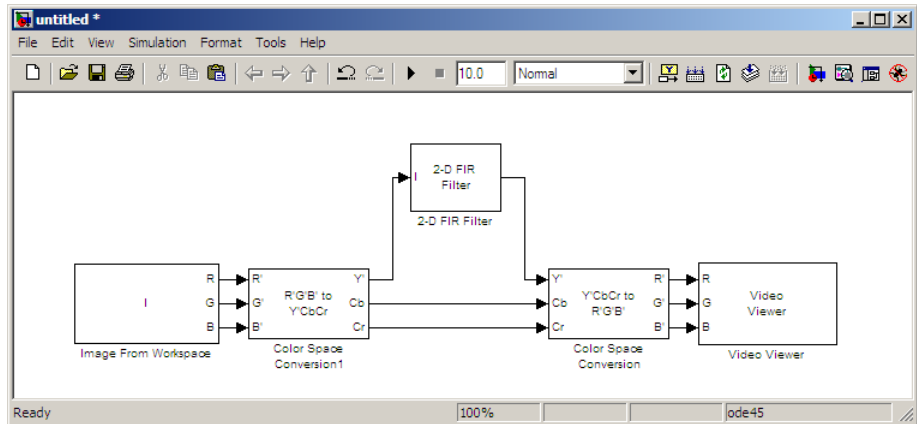 untitled *
File Edit View Simulation Format Tools Help
10.0 Normal
2-D FIR
Filter
I
2-D FIR Filter
I
R
G
B
Image From Workspace
R'
G'
B'
R'G'B' to
Y'CbCr
Y'
Cb
Cr
Color Space
Conversion1
Y'
Cb
Cr
Y'CbCr to
R'G'B'
R'
G'
B'
Color Space
Conversion
R
G
B
Video
Viewer
Video Viewer
Ready 100% ode45